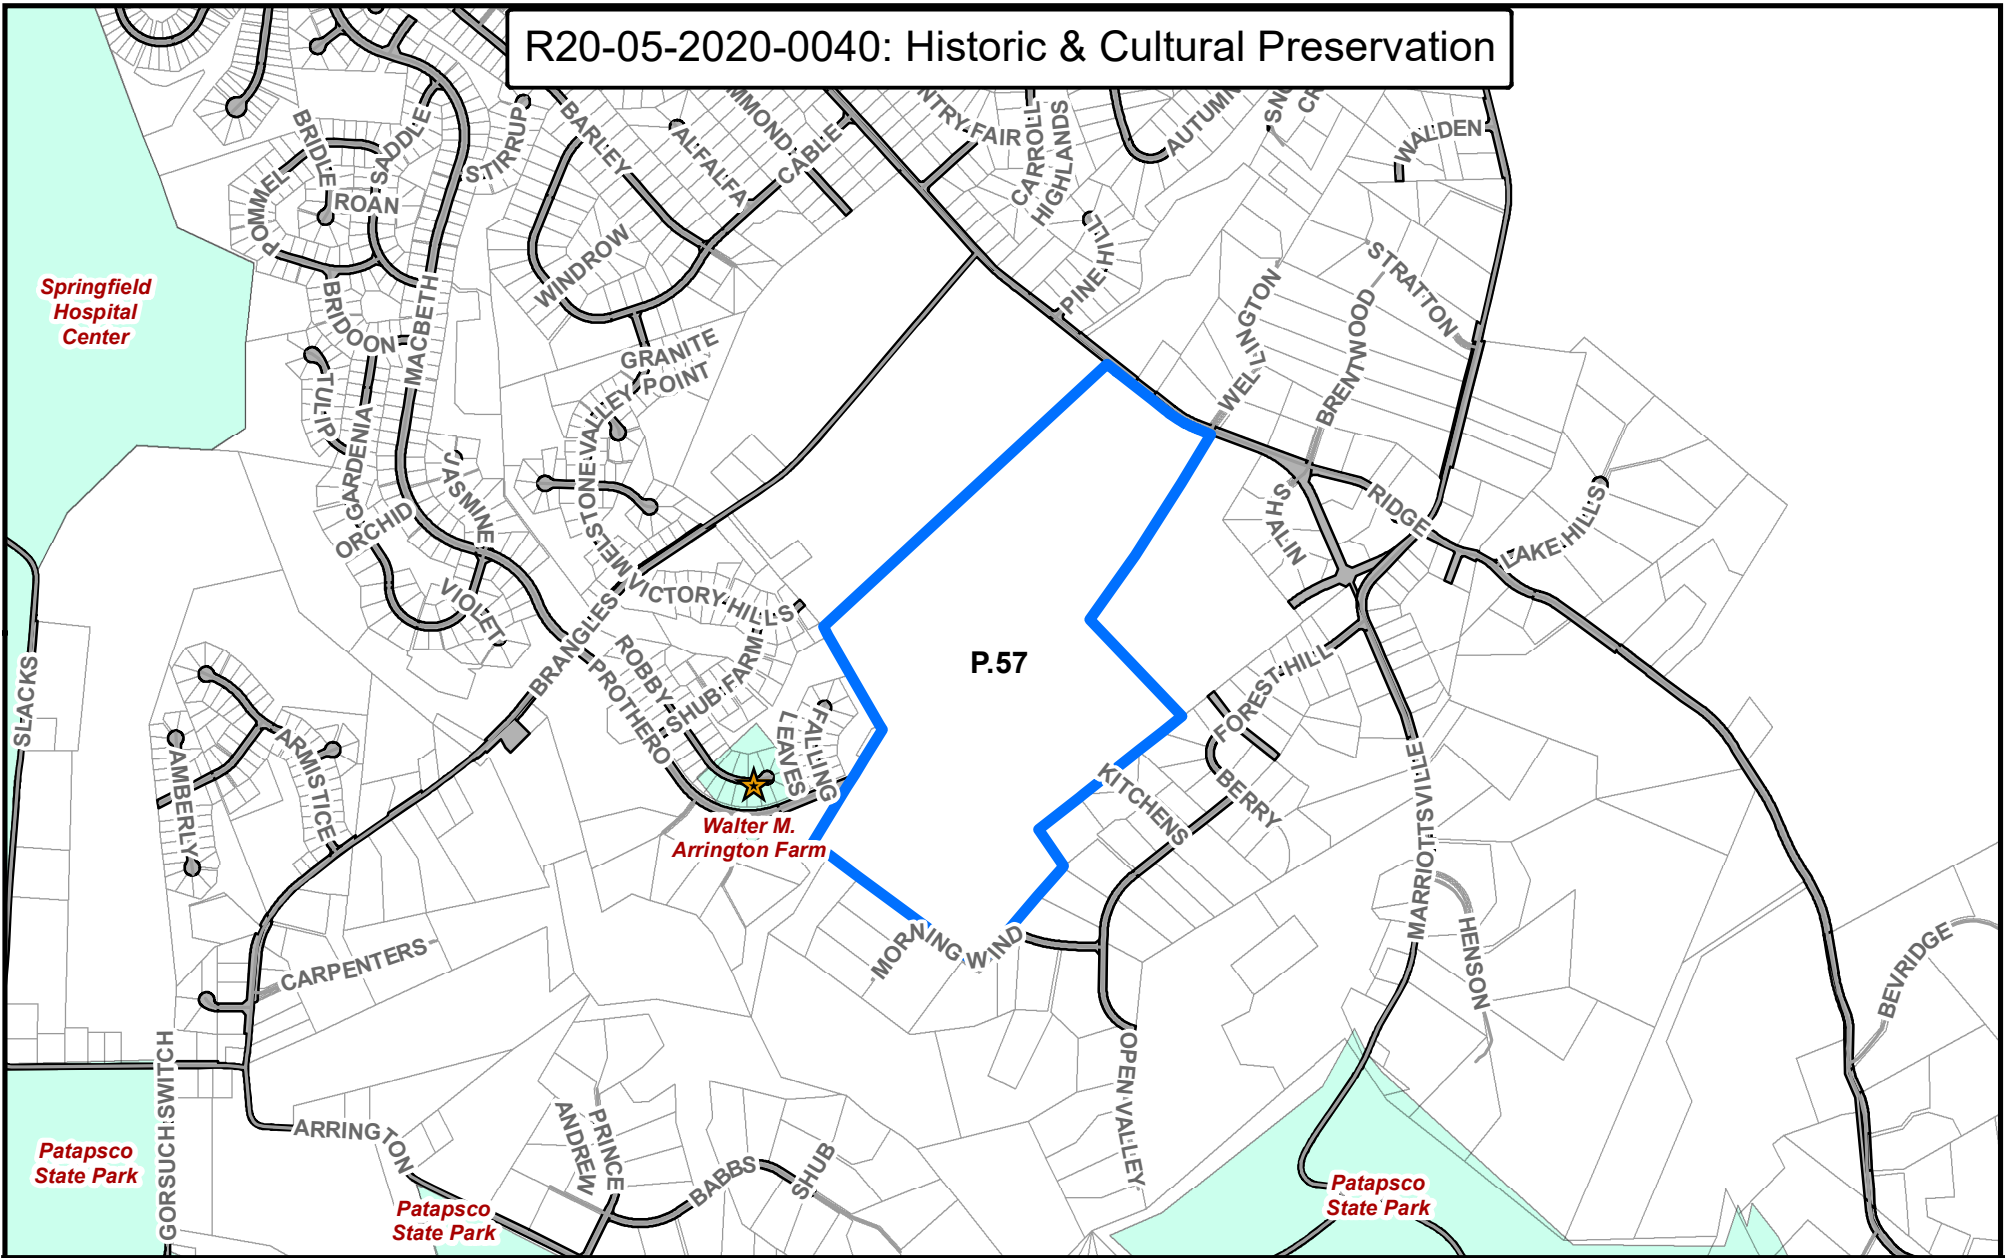 R20-05-2020-0040: Historic & Cultural Preservation
BRIDLE
SADDLE
STIRRUP
BARLEY
ALFALFA
CABLE
CARROLL
HIGHLANDS
WALDEN
POMMEL
ROAN
WINDROW
PINE HILL
WELLINGTON
BRENTWOOD
STRATTON
Springfield
Hospital
Center
BRIDOON
MACBETH
GRANITE
POINT
TULIP
GARDENIA
ORCHID
JASMINE
VIOLET
MELSTONE VALLEY
VICTORY HILLS
AHSALIN
RIDGE
LAKE HILLS
BRANGLES
ROBBY
SHUB FARM
PROTHERO
FALLING
LEAVES
P.57
FOREST HILL
KITCHENS
BERRY
SLACKS
AMBERLY
ARMISTICE
Walter M.
Arrington Farm
MARRIOTTSVILLE
HENSON
BEVRIDGE
CARPENTERS
MORNING WIND
OPEN VALLEY
GORSUCH SWITCH
ARRINGTON
PRINCE
ANDREW
BABBS
SHUB
Patapsco
State Park
Patapsco
State Park
Patapsco
State Park